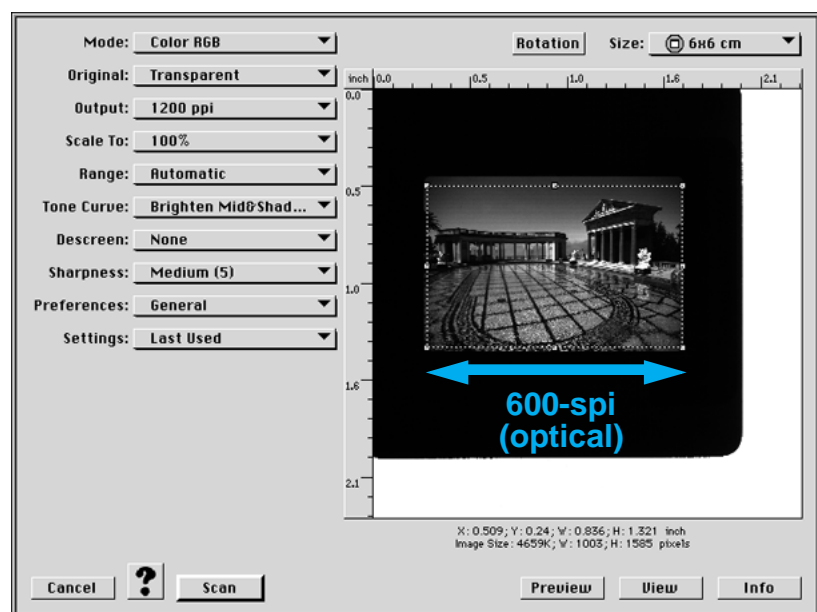 Mode: Color RGB
Rotation Size: 6x6 cm
Original: Transparent
inch 0.0 0.5 1.0 1.6 2.1
Output: 1200 ppi
0.0
Scale To: 100%
Range: Automatic
0.5
Tone Curve: Brighten Mid&Shad...
Descreen: None
Sharpness: Medium (5)
1.0
Preferences: General
Settings: Last Used
1.6
600-spi
(optical)
2.1
X: 0.509; Y: 0.24; W: 0.836; H: 1.321 inch
Image Size: 4659K; W: 1003; H: 1585 pixels
Cancel ? Scan Preview View Info